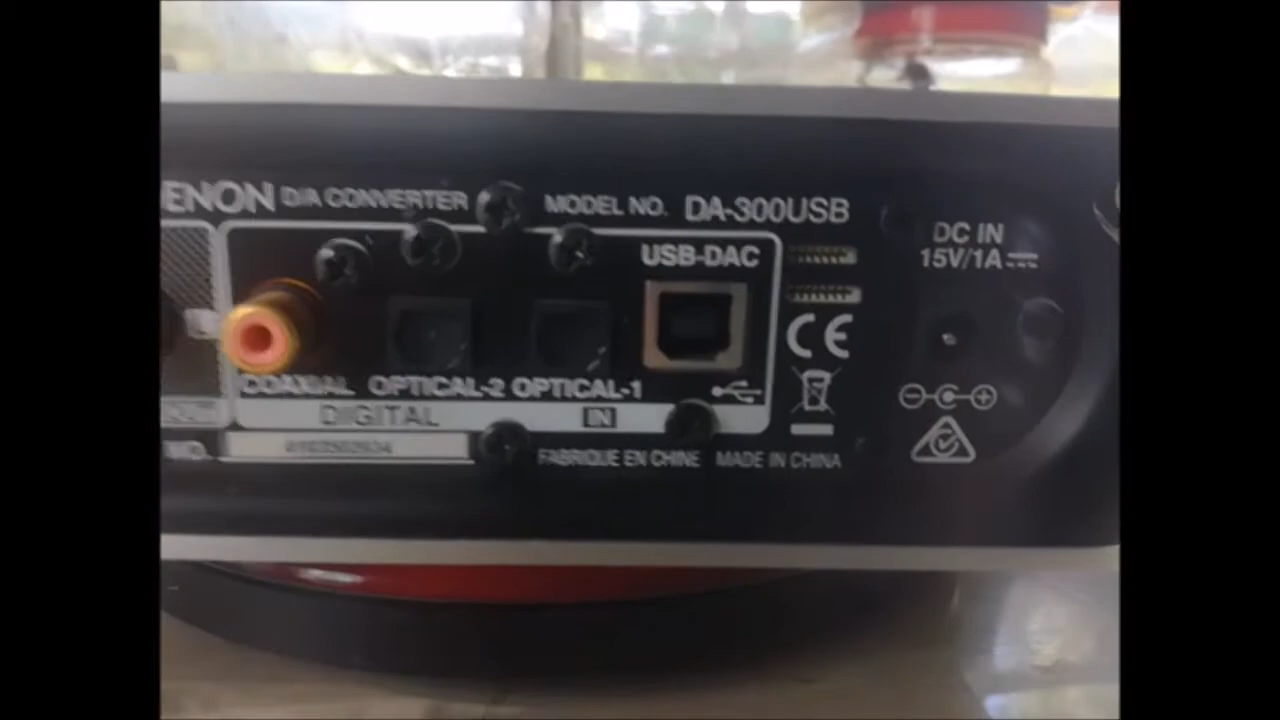 ENON D/A CONVERTER MODEL NO. DA-300USB
USB-DAC
DC IN
15V/1A
COAXIAL OPTICAL-2 OPTICAL-1
DIGITAL IN
FABRIQUE EN CHINE MADE IN CHINA
CE